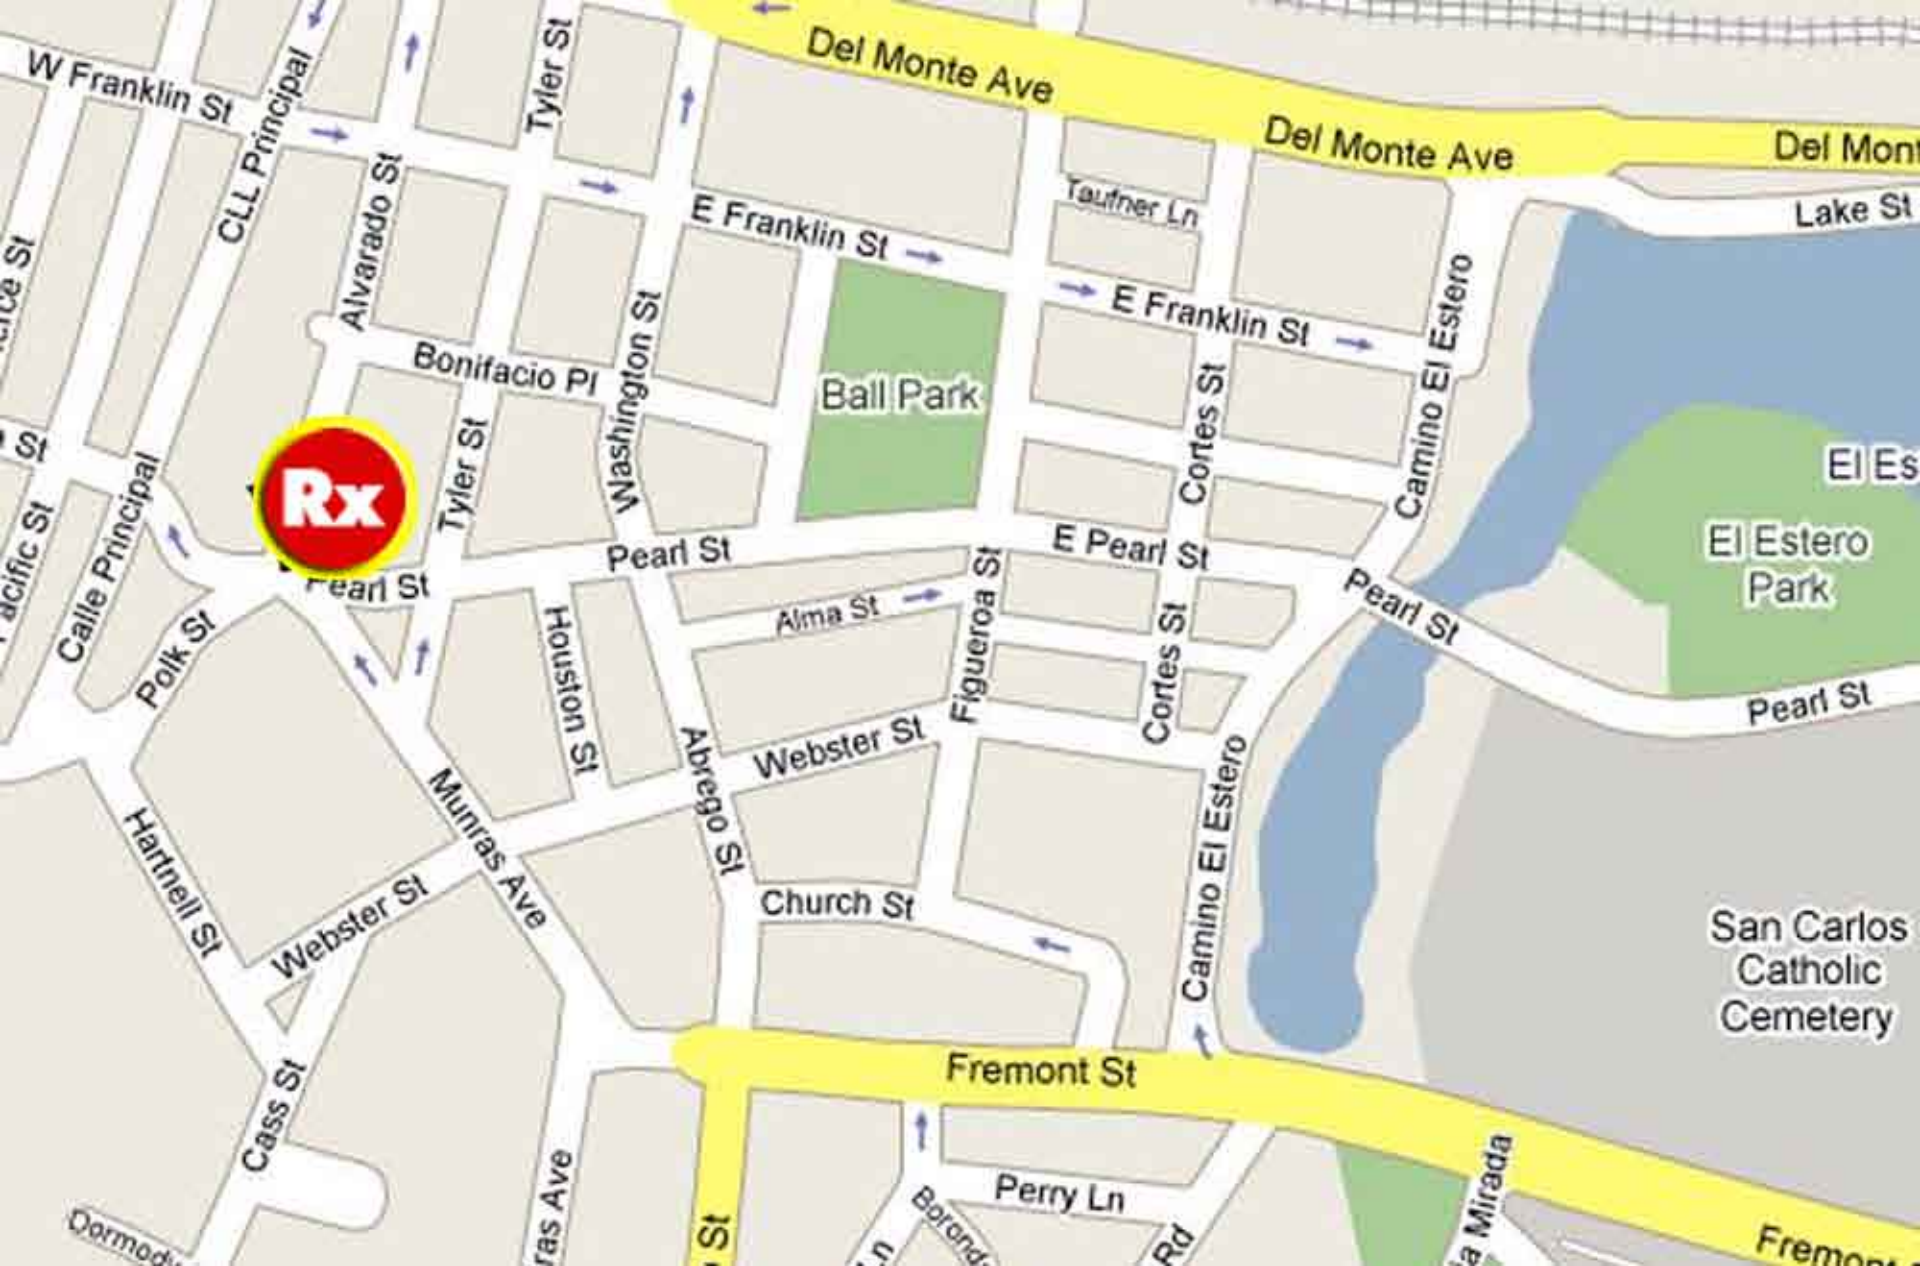 W Franklin St
CLL Principal
Alvarado St
Tyler St
Del Monte Ave
Del Monte Ave
Del Mont
Lake St
Taufner Ln
E Franklin St
E Franklin St
Bonifacio Pl
Washington St
Ball Park
Cortes St
Camino El Estero
El Es
El Estero
Park
St
Rx
Tyler St
Calle Principal
acific St
Pearl St
Pearl St
E Pearl St
Pearl St
Pearl St
Polk St
Houston St
Alma St
Figueroa St
Cortes St
Webster St
Abrego St
Munras Ave
Hartnell St
Webster St
Church St
Camino El Estero
San Carlos
Catholic
Cemetery
Fremont St
Cass St
ras Ave
St
Perry Ln
Ln
Rd
ia Mirada
Fremont